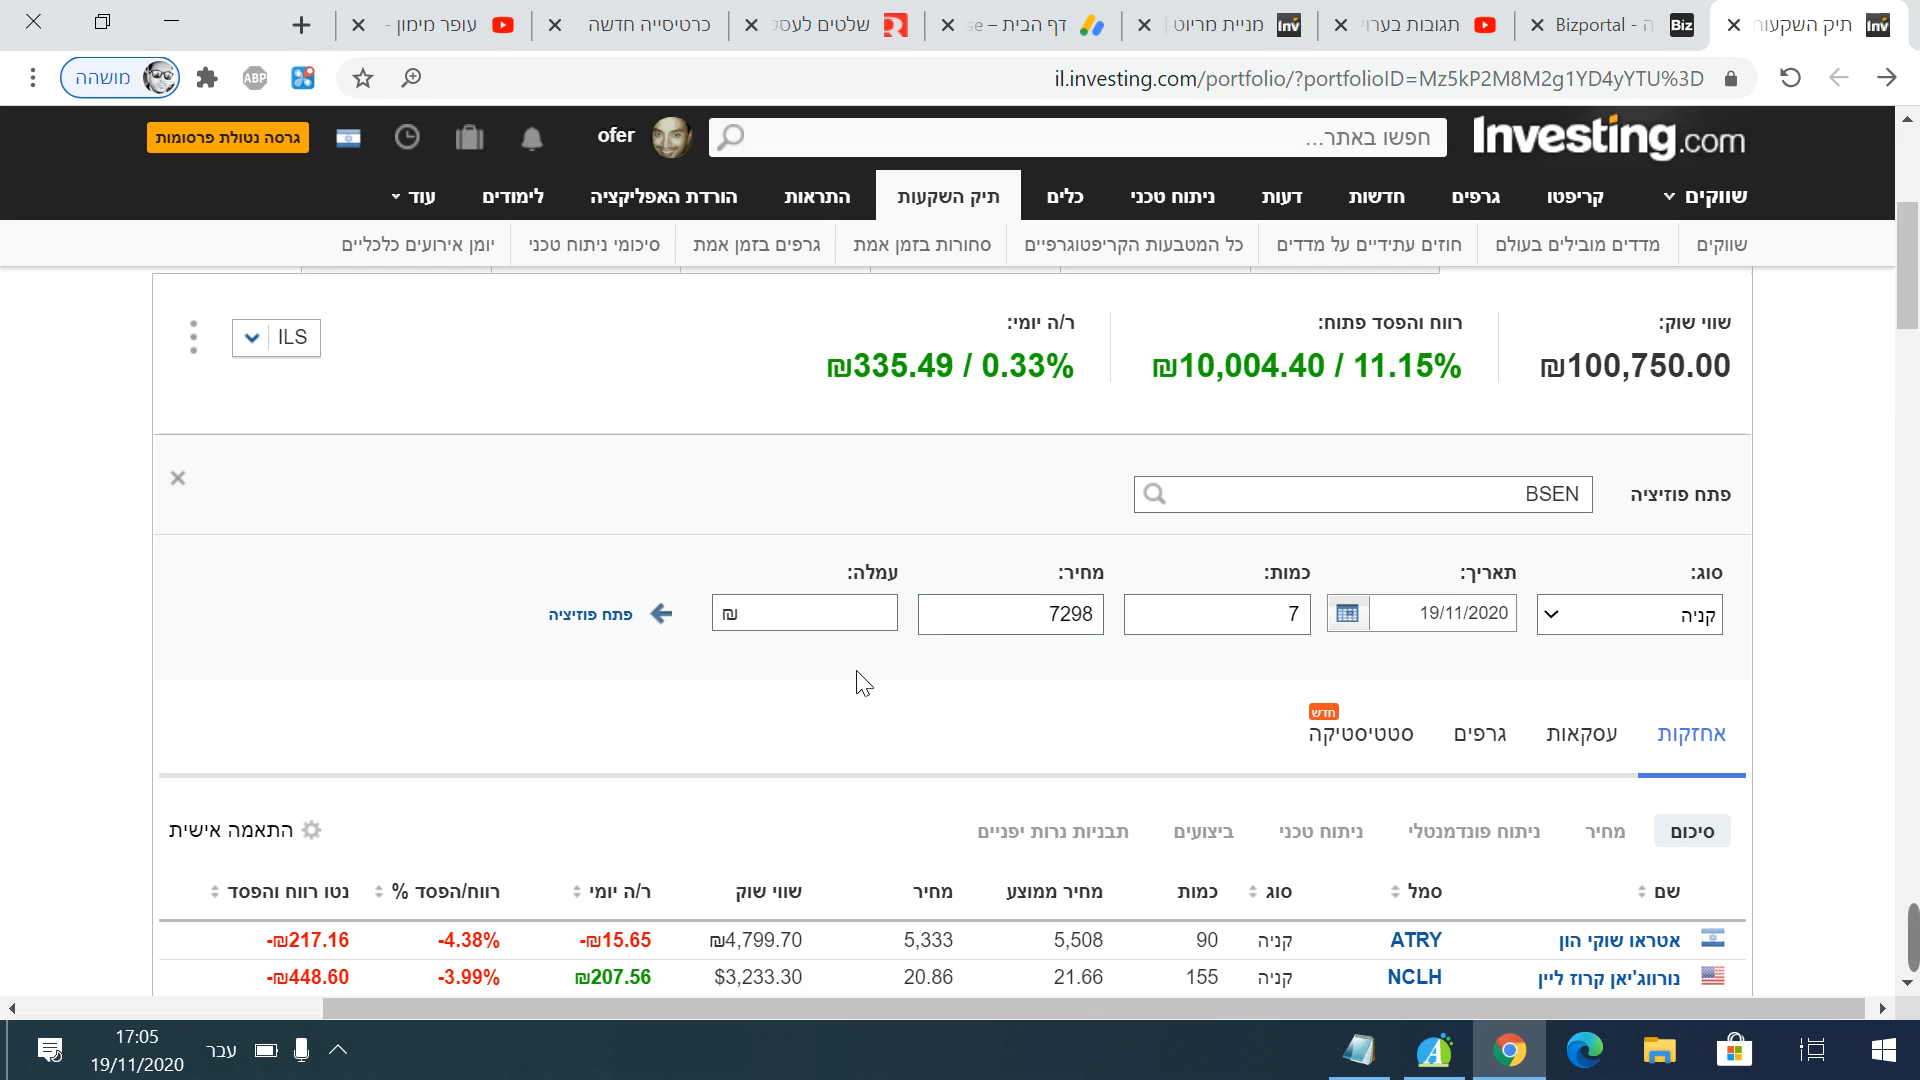 תיק השקעות
Bizportal - ה
תגובות בערוץ
מניית מריוט
דף הבית – se
שלטים לעסק
כרטיסייה חדשה
עופר מימון -
il.investing.com/portfolio/?portfolioID=Mz5kP2M8M2g1YD4yYTU%3D
ABP
מושהה
Investing.com
חפשו באתר...
ofer
גרסה נטולת פרסומות
שווקים
קריפטו
גרפים
חדשות
דעות
ניתוח טכני
כלים
תיק השקעות
התראות
הורדת האפליקציה
לימודים
עוד
שווקים
מדדים מובילים בעולם
חוזים עתידיים על מדדים
כל המטבעות הקריפטוגרפיים
סחורות בזמן אמת
גרפים בזמן אמת
סיכומי ניתוח טכני
יומן אירועים כלכליים
שווי שוק:
₪100,750.00
רווח והפסד פתוח:
₪10,004.40 / 11.15%
ר/ה יומי:
₪335.49 / 0.33%
ILS
פתח פוזיציה
BSEN
סוג: תאריך: כמות: מחיר: עמלה:
קניה 19/11/2020 7 7298 ₪ פתח פוזיציה
אחזקות עסקאות גרפים סטטיסטיקה חדש
סיכום מחיר ניתוח פונדמנטלי ניתוח טכני ביצועים תבניות נרות יפניים התאמה אישית
שם סמל סוג כמות מחיר ממוצע מחיר שווי שוק ר/ה יומי רווח/הפסד % נטו רווח והפסד
אטראו שוקי הון ATRY קניה 90 5,508 5,333 ₪4,799.70 -₪15.65 -4.38% -₪217.16
נורווג'יאן קרוז ליין NCLH קניה 155 21.66 20.86 $3,233.30 ₪207.56 -3.99% -₪448.60
עבר
17:05
19/11/2020